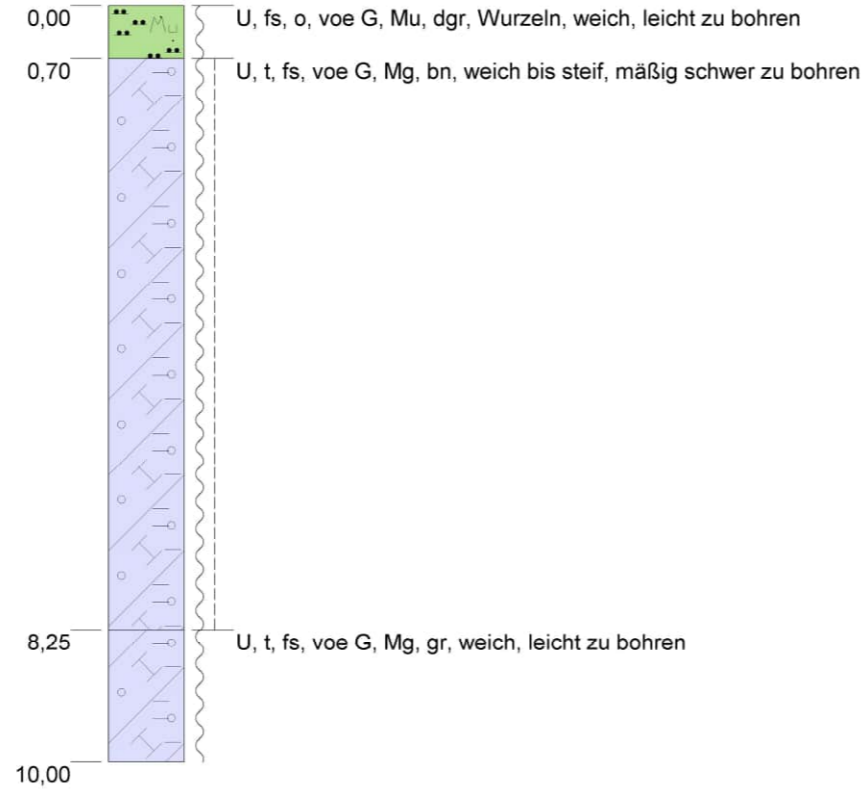 0,00 Mu U, fs, o, voe G, Mu, dgr, Wurzeln, weich, leicht zu bohren
0,70 U, t, fs, voe G, Mg, bn, weich bis steif, mäßig schwer zu bohren
8,25 U, t, fs, voe G, Mg, gr, weich, leicht zu bohren
10,00